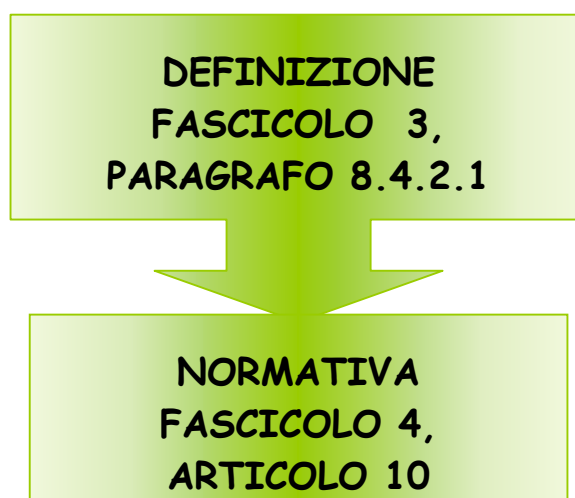 DEFINIZIONE
FASCICOLO 3,
PARAGRAFO 8.4.2.1
NORMATIVA
FASCICOLO 4,
ARTICOLO 10